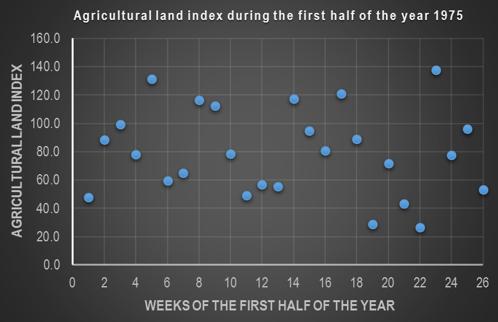 Agricultural land index during the first half of the year 1975
160.0
140.0
120.0
100.0
80.0
60.0
40.0
20.0
0.0
AGRICULTURAL LAND INDEX
0 2 4 6 8 10 12 14 16 18 20 22 24 26
WEEKS OF THE FIRST HALF OF THE YEAR